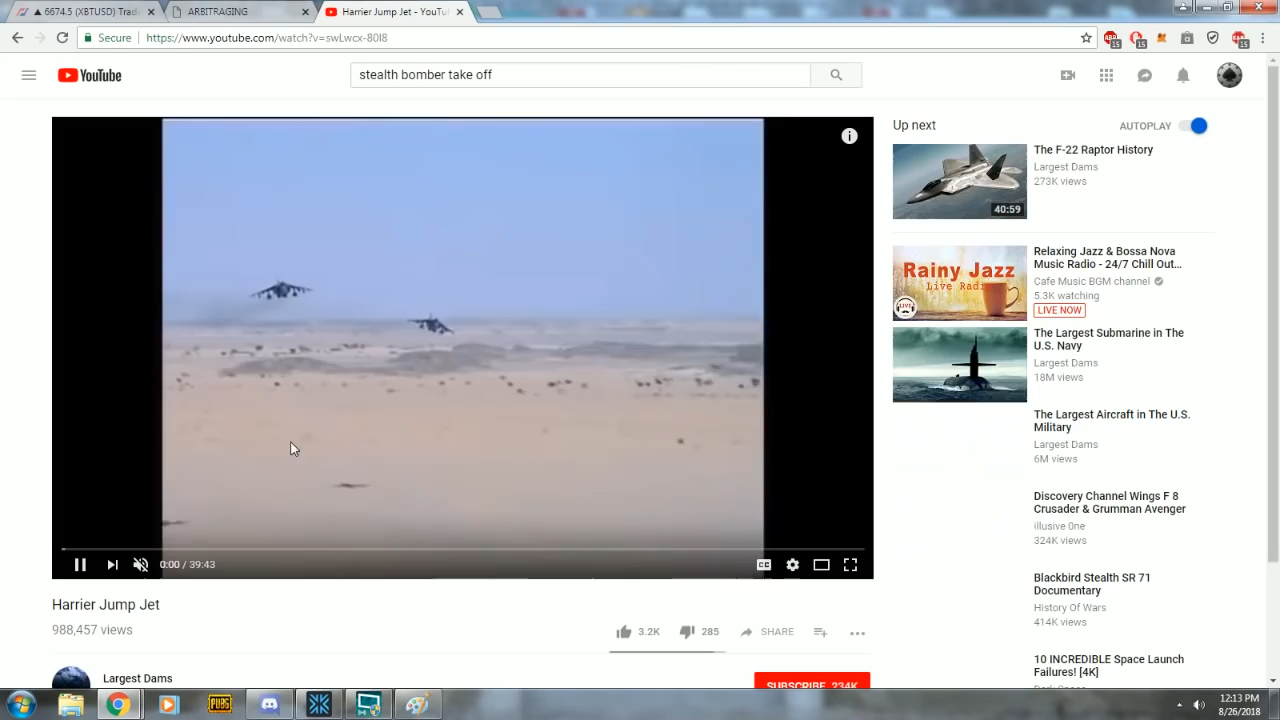 6674.5 (XBTUSD) Trad
ARBITRAGING
Harrier Jump Jet - YouTu
Secure
https://www.youtube.com/watch?v=swLwcx-80I8
15
15
15
YouTube
stealth bomber take off
Up next
AUTOPLAY
The F-22 Raptor History
Largest Dams
273K views
40:59
Relaxing Jazz & Bossa Nova
Music Radio - 24/7 Chill Out...
Cafe Music BGM channel
5.3K watching
LIVE NOW
Rainy Jazz
Live Radio
The Largest Submarine in The
U.S. Navy
Largest Dams
18M views
The Largest Aircraft in The U.S.
Military
Largest Dams
6M views
Discovery Channel Wings F 8
Crusader & Grumman Avenger
illusive 0ne
324K views
Blackbird Stealth SR 71
Documentary
History Of Wars
414K views
10 INCREDIBLE Space Launch
Failures! [4K]
0:00 / 39:43
CC
Harrier Jump Jet
988,457 views
3.2K
285
SHARE
Largest Dams
SUBSCRIBE 234K
PUBG
12:13 PM
8/26/2018